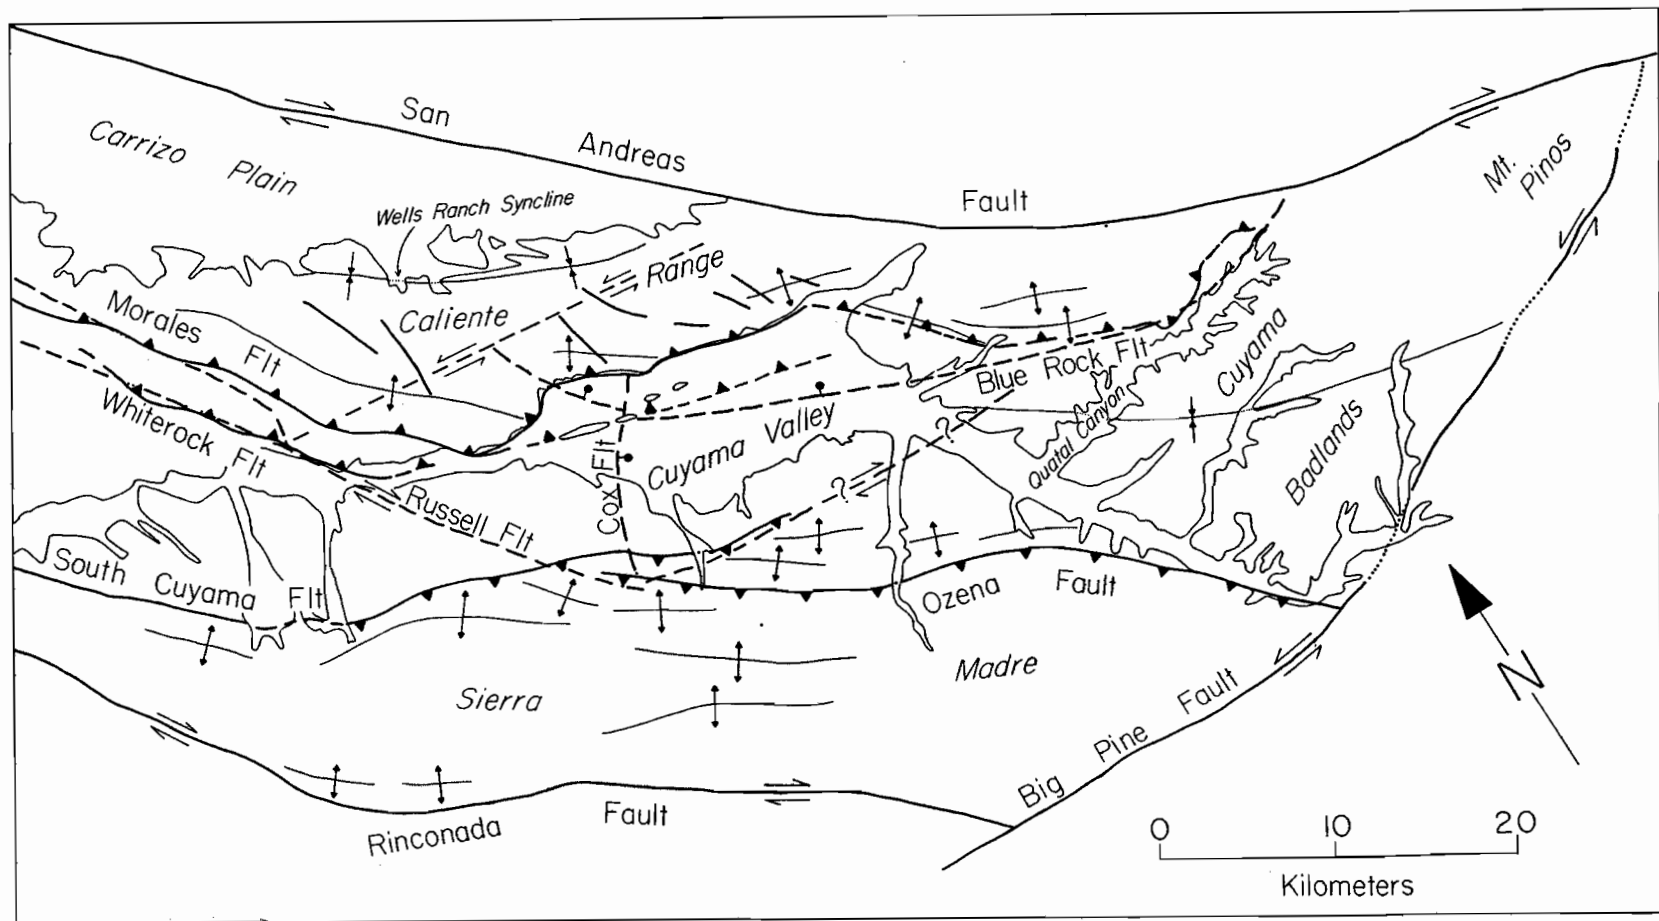 San
Andreas
Fault
Carrizo
Plain
Mt.
Pinos
Wells Ranch Syncline
Range
Caliente
Morales
Flt
Blue Rock Flt
Cuyama
Badlands
Quatal Canyon
Whiterock
Flt
Cuyama Valley
Cox Flt
Russell Flt
?
?
South
Cuyama
Flt
Ozena
Fault
Sierra
Madre
Big
Pine
Fault
Rinconada
Fault
N
0 10 20
Kilometers